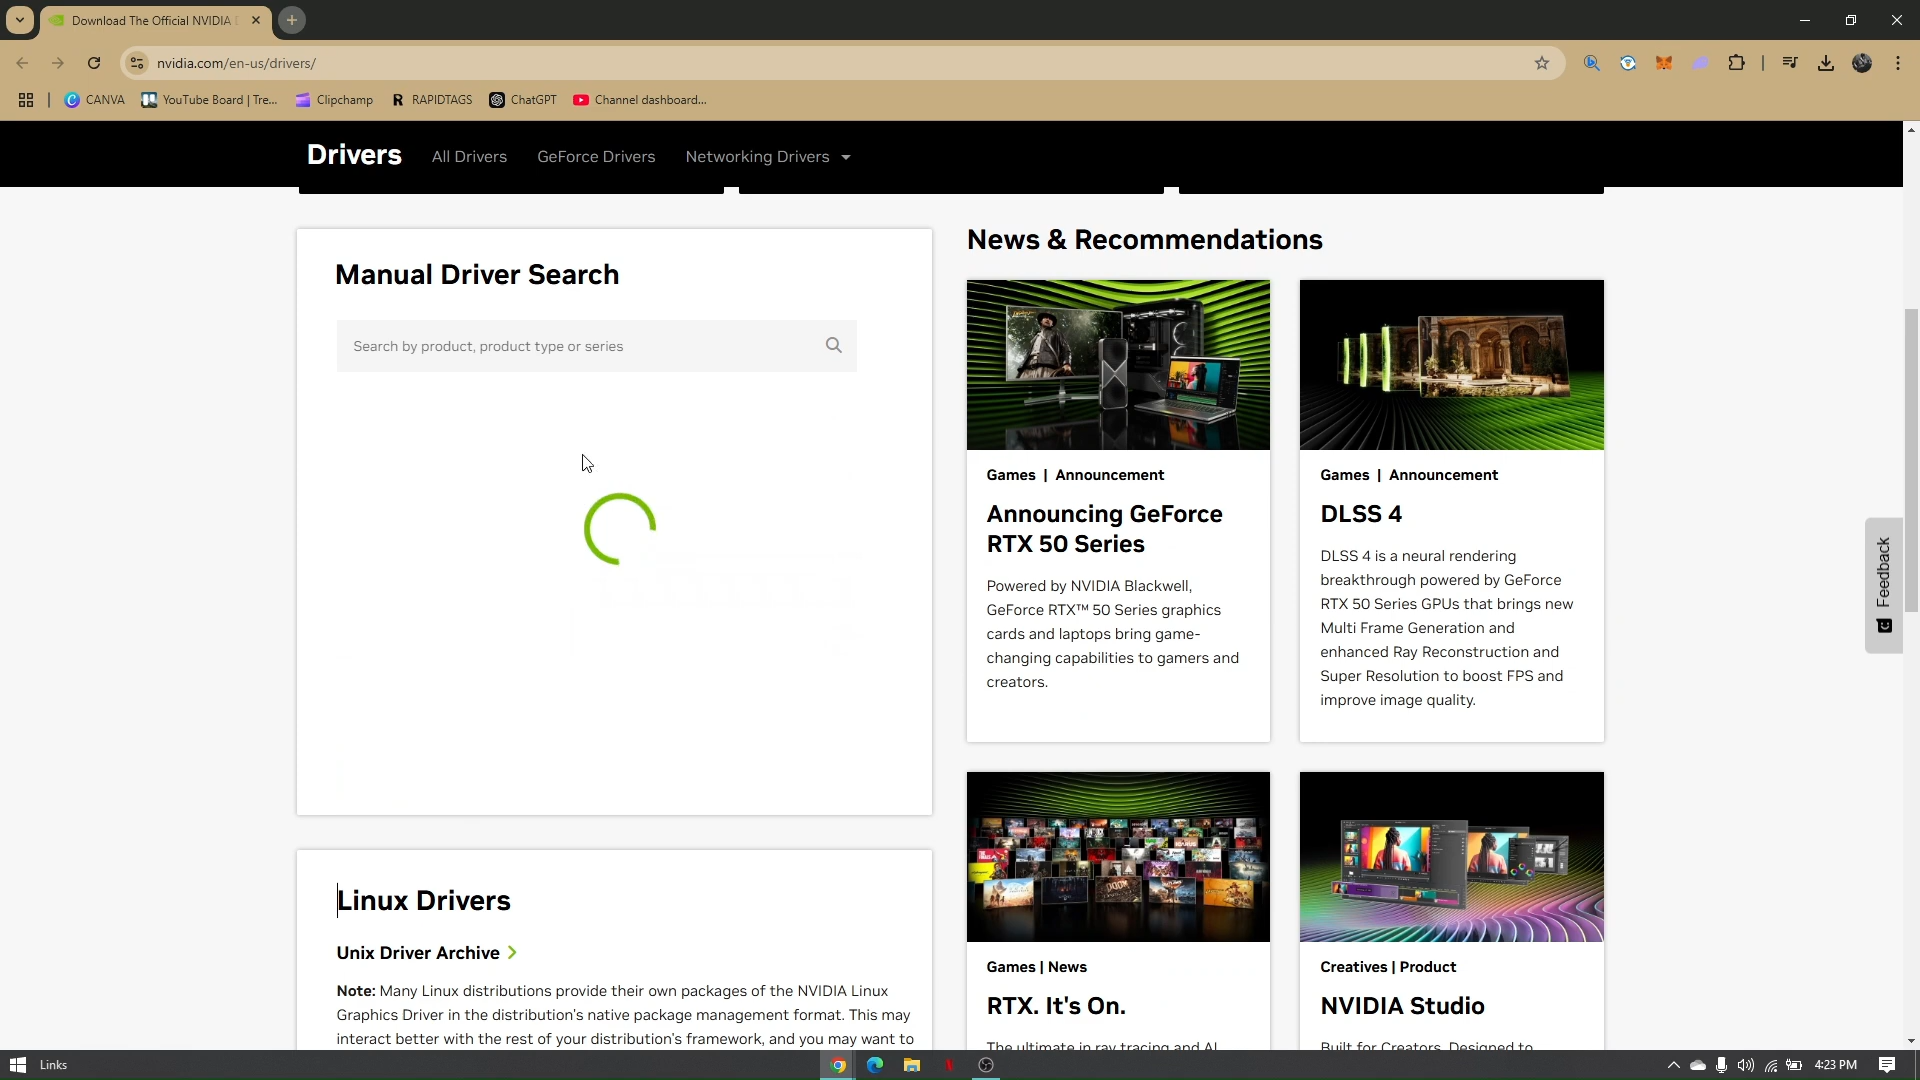 Download The Official NVIDIA D
nvidia.com/en-us/drivers/
CANVA
YouTube Board | Tre...
Clipchamp
RAPIDTAGS
ChatGPT
Channel dashboard...
Drivers
All Drivers
GeForce Drivers
Networking Drivers
Manual Driver Search
Search by product, product type or series
Linux Drivers
Unix Driver Archive
Note: Many Linux distributions provide their own packages of the NVIDIA Linux
Graphics Driver in the distribution's native package management format. This may
interact better with the rest of your distribution's framework, and you may want to
News & Recommendations
Games | Announcement
Announcing GeForce
RTX 50 Series
Powered by NVIDIA Blackwell,
GeForce RTX™ 50 Series graphics
cards and laptops bring game-
changing capabilities to gamers and
creators.
Games | Announcement
DLSS 4
DLSS 4 is a neural rendering
breakthrough powered by GeForce
RTX 50 Series GPUs that brings new
Multi Frame Generation and
enhanced Ray Reconstruction and
Super Resolution to boost FPS and
improve image quality.
Games | News
RTX. It's On.
The ultimate in ray tracing and AI
Creatives | Product
NVIDIA Studio
Built for Creators. Designed to
Feedback
Links
4:23 PM